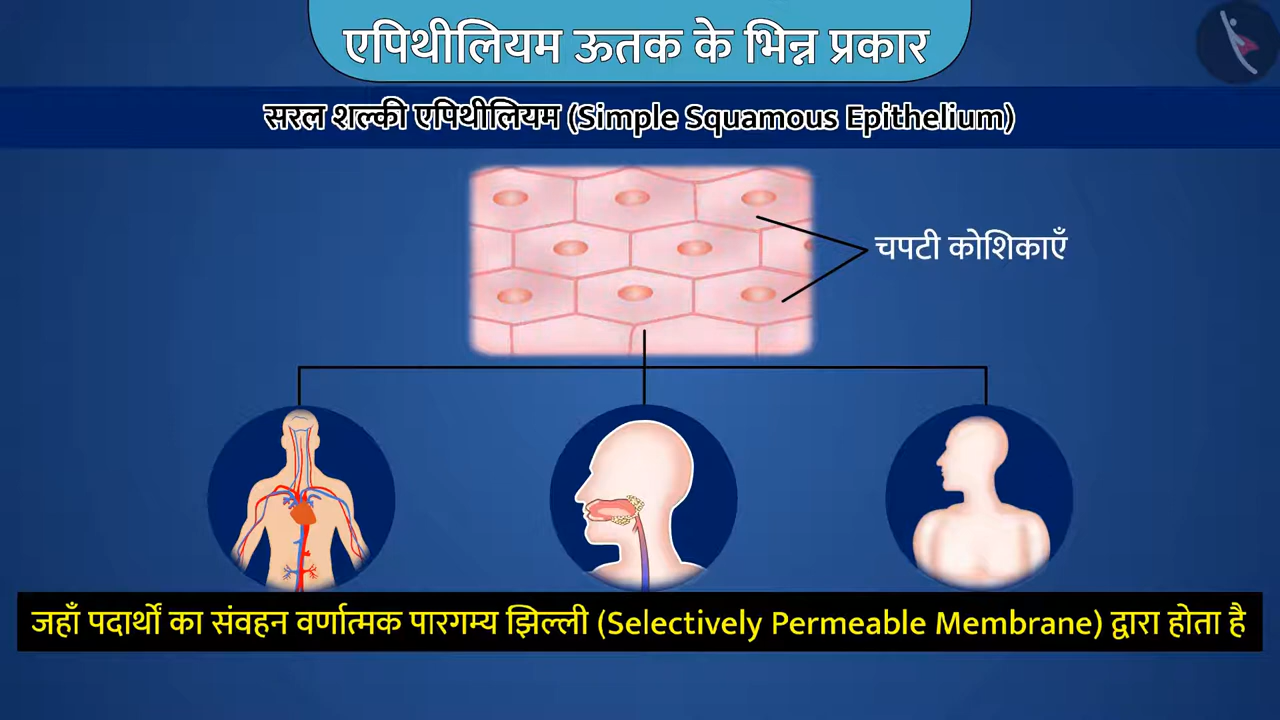 एपिथीलियम ऊतक के भिन्न प्रकार
सरल शल्की एपिथीलियम (Simple Squamous Epithelium)
चपटी कोशिकाएँ
जहाँ पदार्थों का संवहन वर्णात्मक पारगम्य झिल्ली (Selectively Permeable Membrane) द्वारा होता है